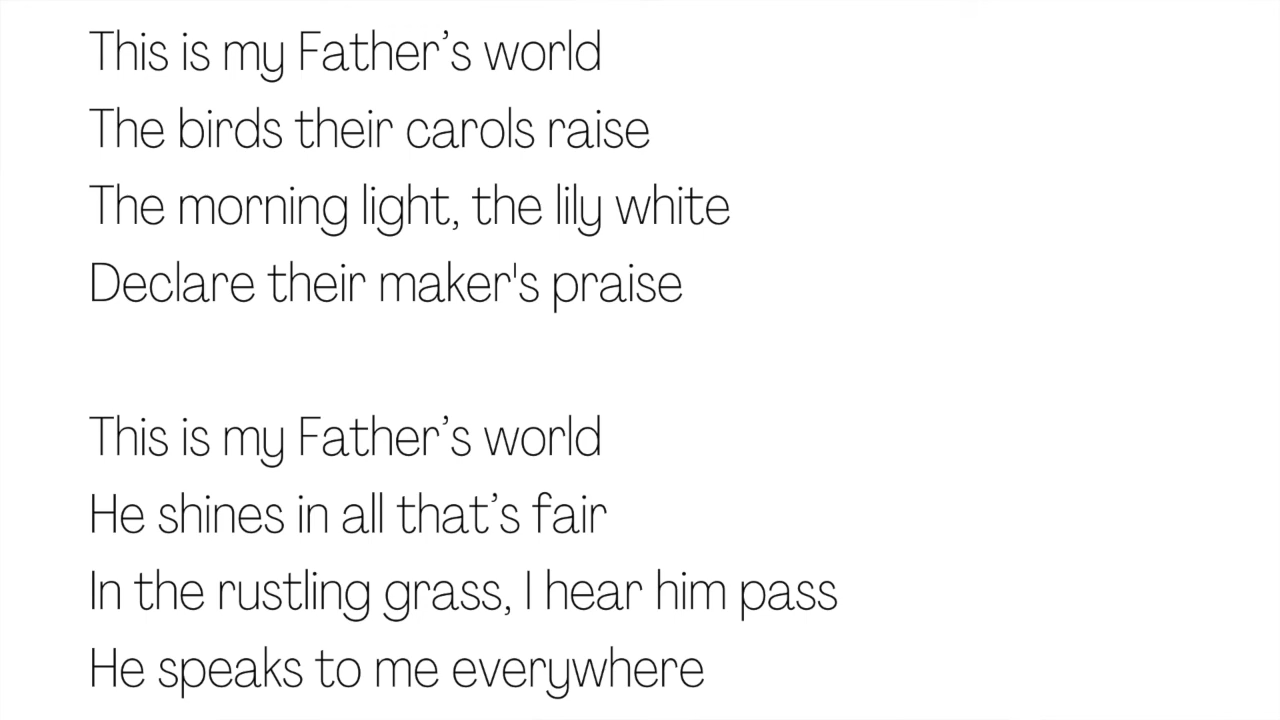 This is my Father’s world
The birds their carols raise
The morning light, the lily white
Declare their maker's praise
This is my Father’s world
He shines in all that’s fair
In the rustling grass, I hear him pass
He speaks to me everywhere